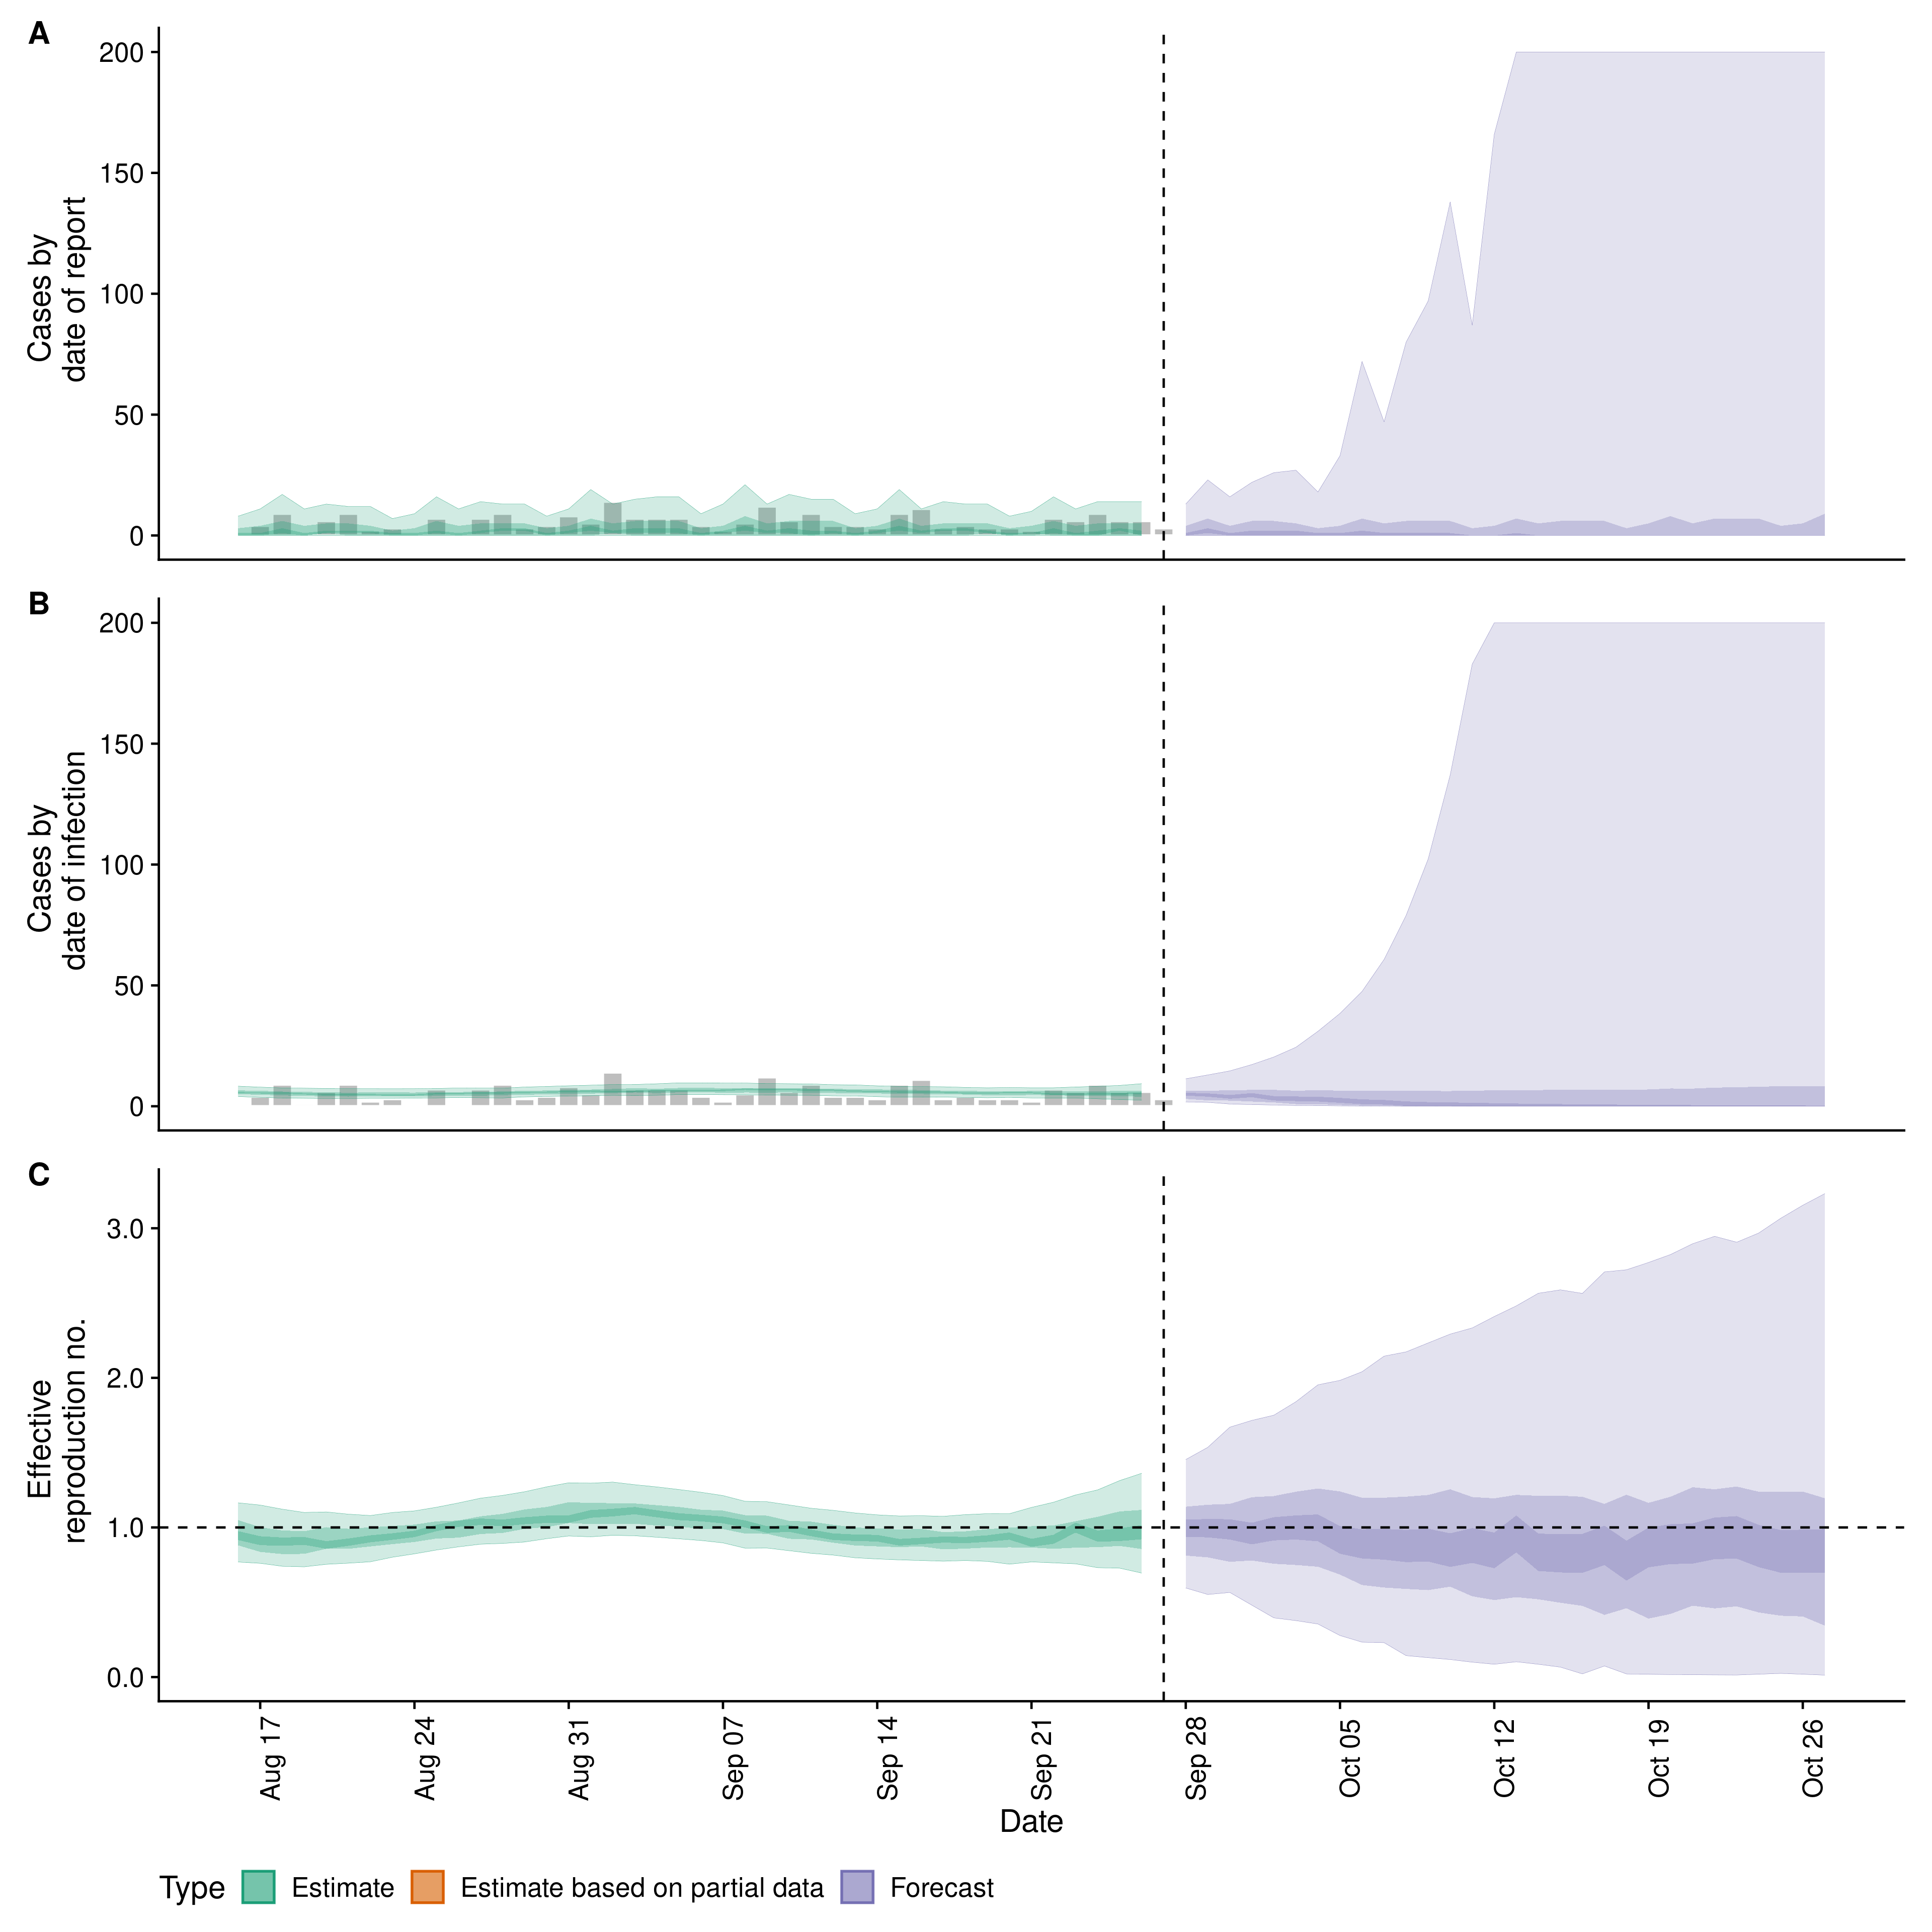 A
200
150
100
50
0
Cases by
date of report
B
200
150
100
50
0
Cases by
date of infection
C
3.0
2.0
1.0
0.0
Effective
reproduction no.
Aug 17
Aug 24
Aug 31
Sep 07
Sep 14
Sep 21
Sep 28
Oct 05
Oct 12
Oct 19
Oct 26
Date
Type Estimate Estimate based on partial data Forecast